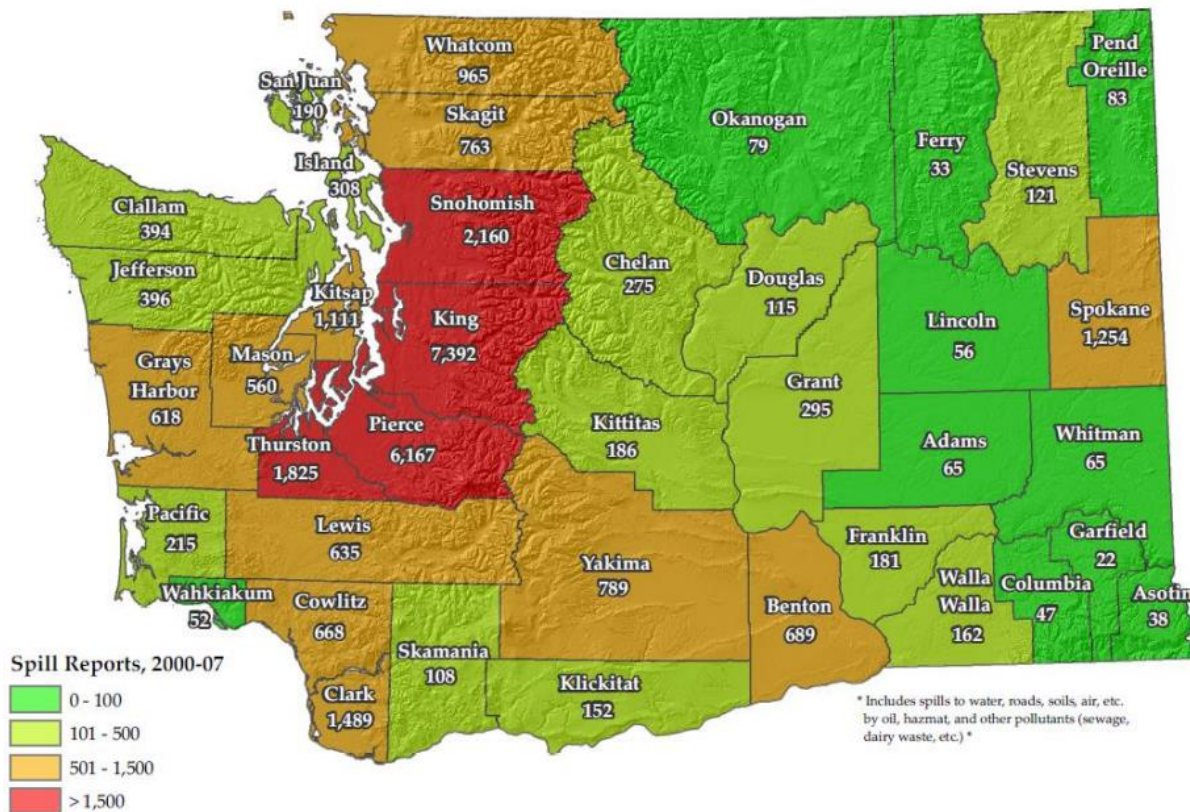 Whatcom
965
San Juan
190
Skagit
763
Island
308
Okanogan
79
Ferry
33
Stevens
121
Pend
Oreille
83
Clallam
394
Snohomish
2,160
Jefferson
396
Kitsap
1,111
King
7,392
Chelan
275
Douglas
115
Lincoln
56
Spokane
1,254
Grays
Harbor
618
Mason
560
Grant
295
Kittitas
186
Thurston
1,825
Pierce
6,167
Adams
65
Whitman
65
Pacific
215
Lewis
635
Yakima
789
Franklin
181
Garfield
22
Wahkiakum
52
Cowlitz
668
Benton
689
Walla
Walla
162
Columbia
47
Asotin
38
Skamania
108
Klickitat
152
Clark
1,489
Spill Reports, 2000-07
0 - 100
101 - 500
501 - 1,500
> 1,500
* Includes spills to water, roads, soils, air, etc.
by oil, hazmat, and other pollutants (sewage,
dairy waste, etc.) *